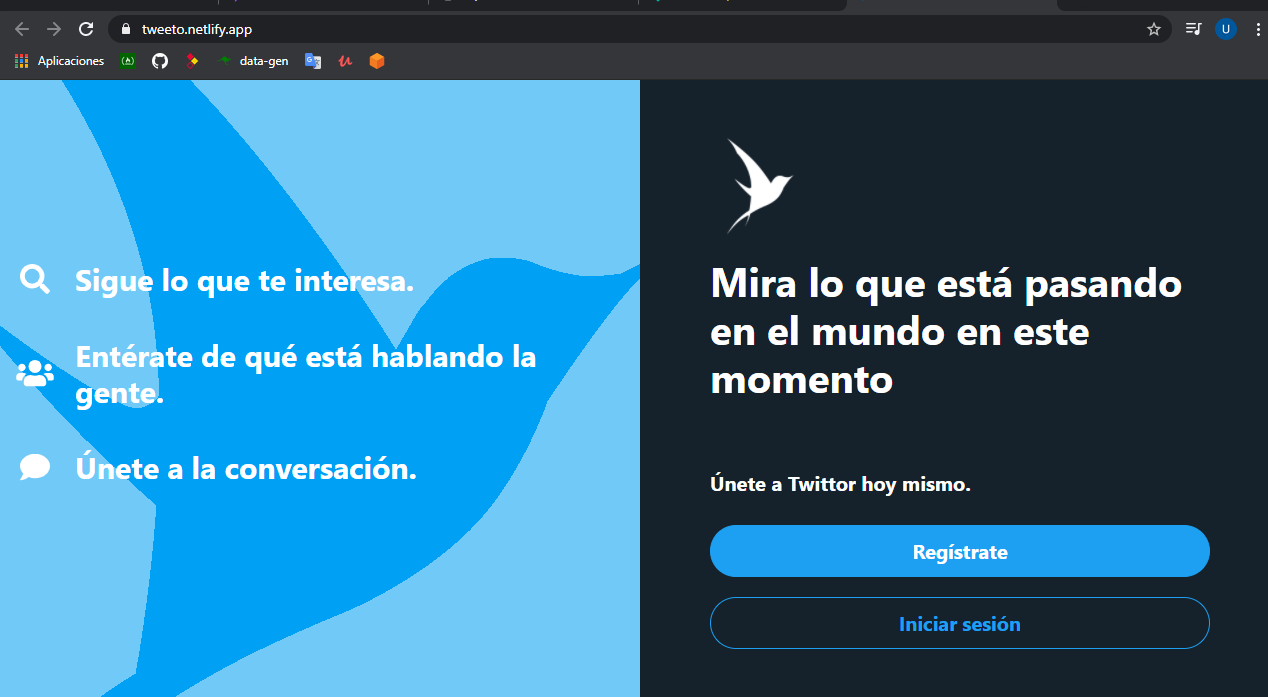 tweeto.netlify.app
U
Aplicaciones
data-gen
Sigue lo que te interesa.
Entérate de qué está hablando la
gente.
Únete a la conversación.
Mira lo que está pasando
en el mundo en este
momento
Únete a Twittor hoy mismo.
Regístrate
Iniciar sesión